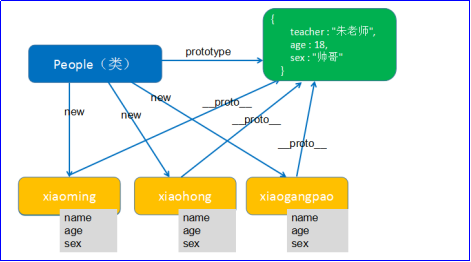 {
teacher : "朱老师",
age : 18,
sex : "帅哥"
}
prototype
People（类）
new
new
new
__proto__
__proto__
__proto__
xiaoming
xiaohong
xiaogangpao
name
age
sex
name
age
sex
name
age
sex